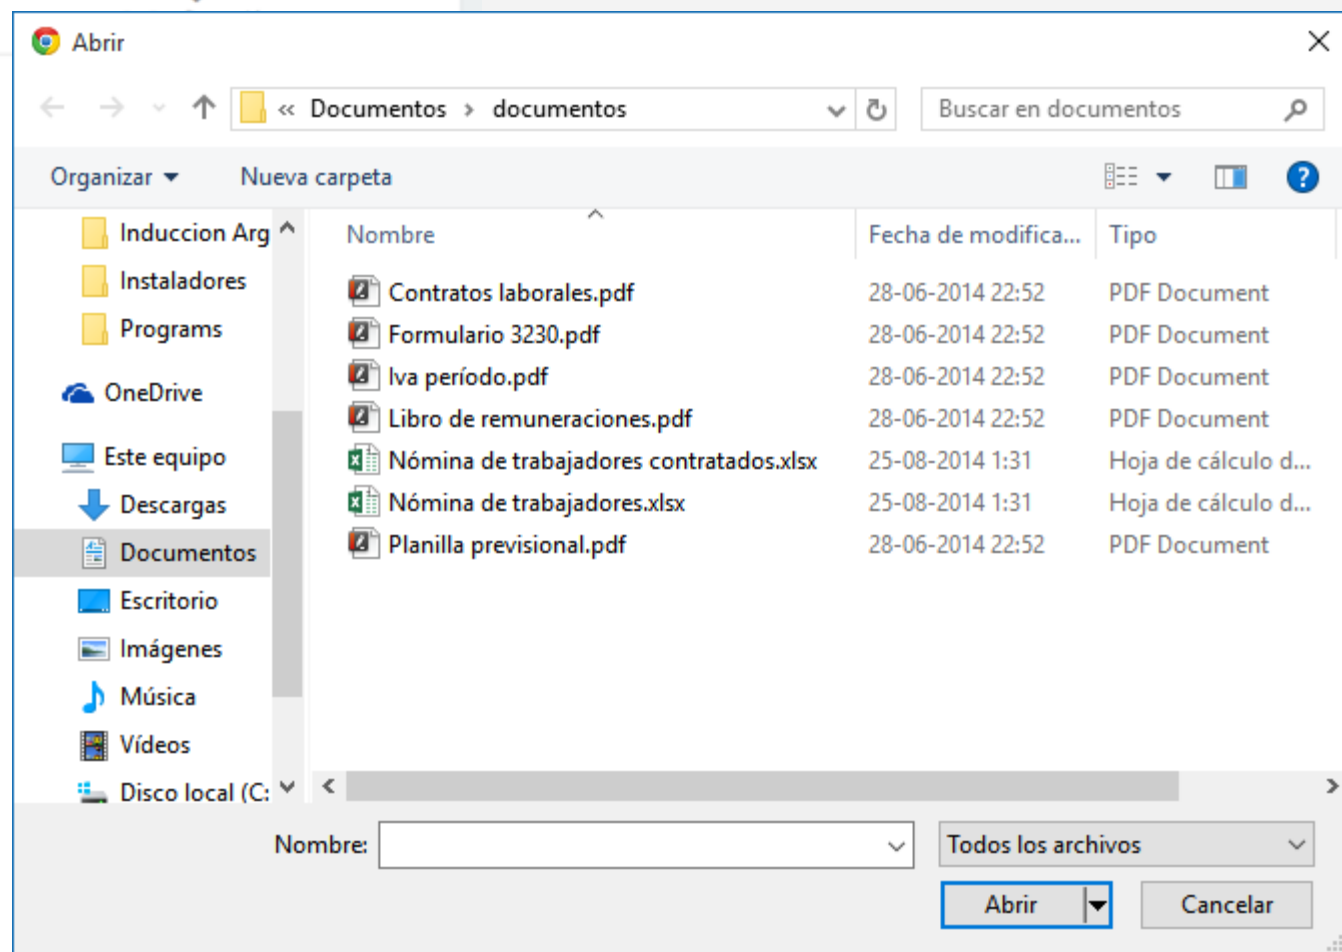 Abrir
« Documentos > documentos
Buscar en documentos
Organizar
Nueva carpeta
Induccion Arg
Instaladores
Programs
OneDrive
Este equipo
Descargas
Documentos
Escritorio
Imágenes
Música
Vídeos
Disco local (C:
Nombre Fecha de modifica... Tipo
Contratos laborales.pdf 28-06-2014 22:52 PDF Document
Formulario 3230.pdf 28-06-2014 22:52 PDF Document
Iva período.pdf 28-06-2014 22:52 PDF Document
Libro de remuneraciones.pdf 28-06-2014 22:52 PDF Document
Nómina de trabajadores contratados.xlsx 25-08-2014 1:31 Hoja de cálculo d...
Nómina de trabajadores.xlsx 25-08-2014 1:31 Hoja de cálculo d...
Planilla previsional.pdf 28-06-2014 22:52 PDF Document
Nombre:
Todos los archivos
Abrir
Cancelar